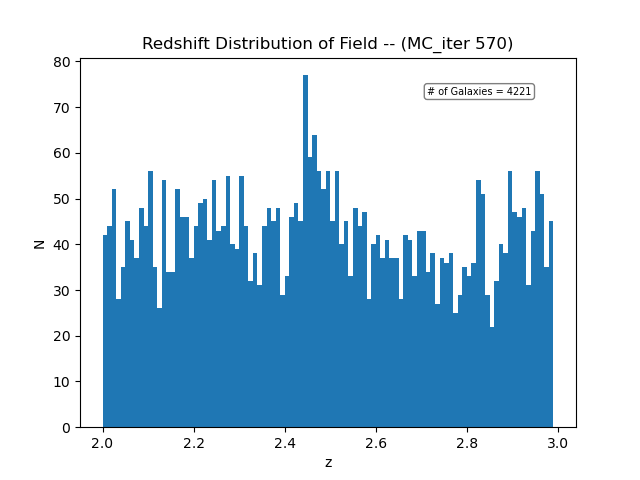 Redshift Distribution of Field -- (MC_iter 570)
# of Galaxies = 4221
80
70
60
50
40
30
20
10
0
N
2.0 2.2 2.4 2.6 2.8 3.0
z